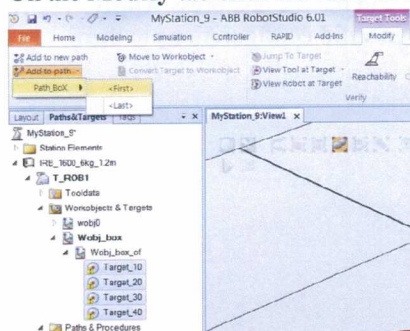 MyStation_9 - ABB RobotStudio 6.01
Target Tools
File Home Modeling Simulation Controller RAPID Add-Ins Modify
Add to new path
Move to Workobject
Jump To Target
Add to path
Convert Target to Workobject
View Tool at Target
Reachability
Path_BoX
<First>
View Robot at Target
Verify
<Last>
Layout Paths&Targets Tags
MyStation_9:View1
MyStation_9*
Station Elements
IRB_1600_6kg_1.2m
T_ROB1
Tooldata
Workobjects & Targets
wobj0
Wobj_box
Wobj_box_of
Target_10
Target_20
Target_30
Target_40
Paths & Procedures